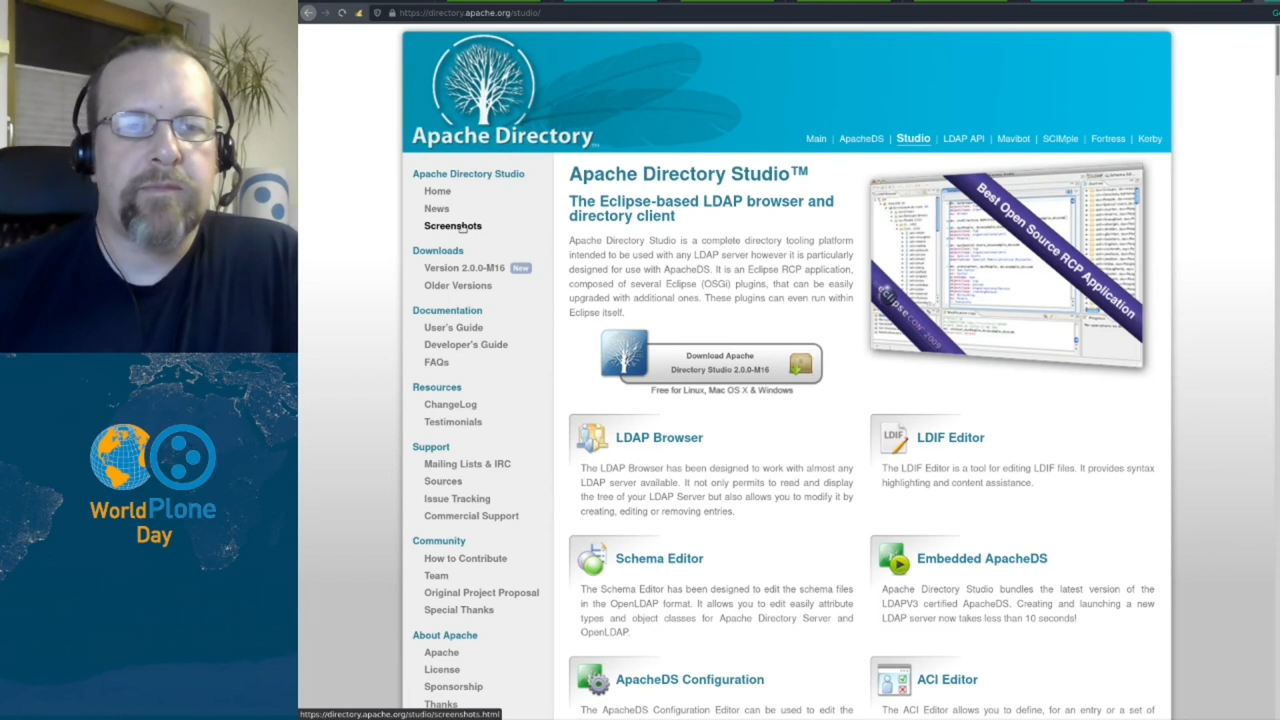 https://directory.apache.org/studio/
Apache Directory
Main | ApacheDS | Studio | LDAP API | Mavibot | SCIMple | Fortress | Kerby
Apache Directory Studio
Home
News
Screenshots
Downloads
Version 2.0.0-M16 New
Older Versions
Documentation
User's Guide
Developer's Guide
FAQs
Resources
ChangeLog
Testimonials
Support
Mailing Lists & IRC
Sources
Issue Tracking
Commercial Support
Community
How to Contribute
Team
Original Project Proposal
Special Thanks
About Apache
Apache
License
Sponsorship
Thanks
Apache Directory Studio™
The Eclipse-based LDAP browser and
directory client
Apache Directory Studio is a complete directory tooling platform
intended to be used with any LDAP server however it is particularly
designed for use with ApacheDS. It is an Eclipse RCP application,
composed of several Eclipse (OSGi) plugins, that can be easily
upgraded with additional ones. These plugins can even run within
Eclipse itself.
Download Apache
Directory Studio 2.0.0-M16
Free for Linux, Mac OS X & Windows
Best Open Source RCP Application
eclipsecon 2009
LDAP Browser
The LDAP Browser has been designed to work with almost any
LDAP server available. It not only permits to read and display
the tree of your LDAP Server but also allows you to modify it by
creating, editing or removing entries.
LDIF
LDIF Editor
The LDIF Editor is a tool for editing LDIF files. It provides syntax
highlighting and content assistance.
Schema Editor
The Schema Editor has been designed to edit the schema files
in the OpenLDAP format. It allows you to edit easily attribute
types and object classes for Apache Directory Server and
OpenLDAP.
Embedded ApacheDS
Apache Directory Studio bundles the latest version of the
LDAPV3 certified ApacheDS. Creating and launching a new
LDAP server now takes less than 10 seconds!
ApacheDS Configuration
The ApacheDS Configuration Editor can be used to edit the
ACI Editor
The ACI Editor allows you to define, for an entry or a set of
https://directory.apache.org/studio/screenshots.html
World Plone
Day